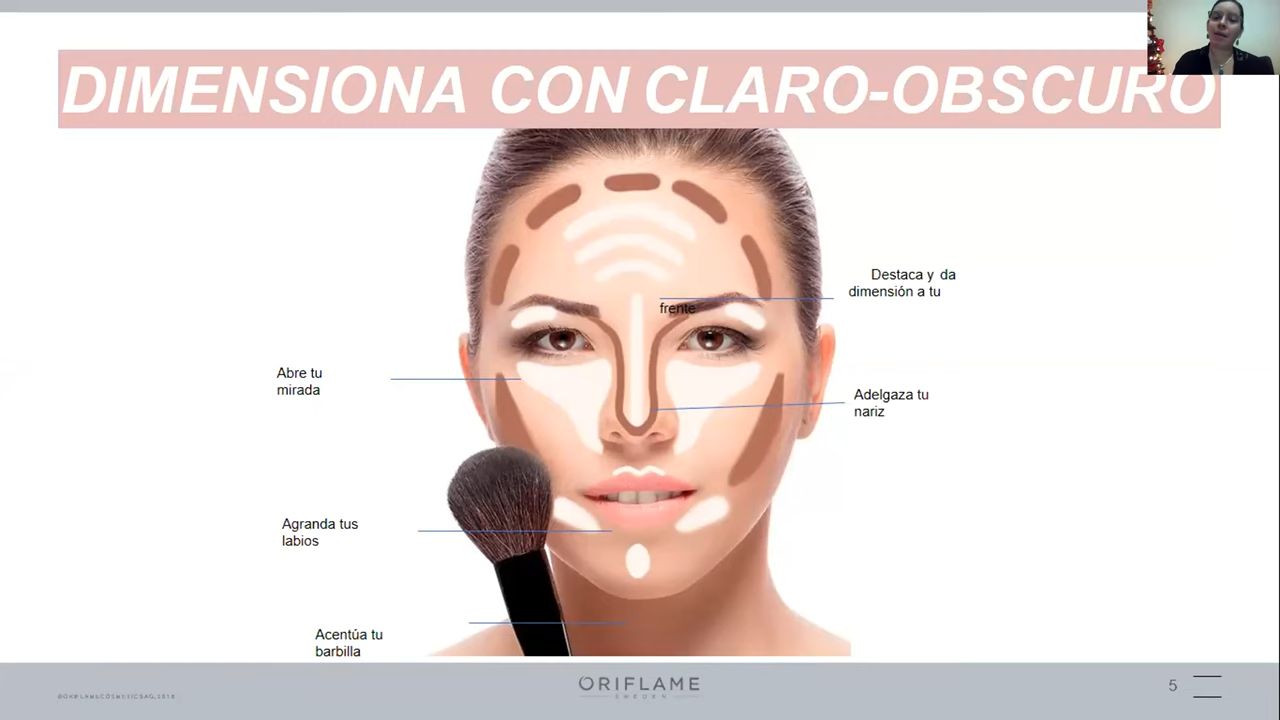 DIMENSIONA CON CLARO-OBSCURO
Destaca y da
dimensión a tu
frente
Abre tu
mirada
Adelgaza tu
nariz
Agranda tus
labios
Acentúa tu
barbilla
ORIFLAME
SWEDEN
5